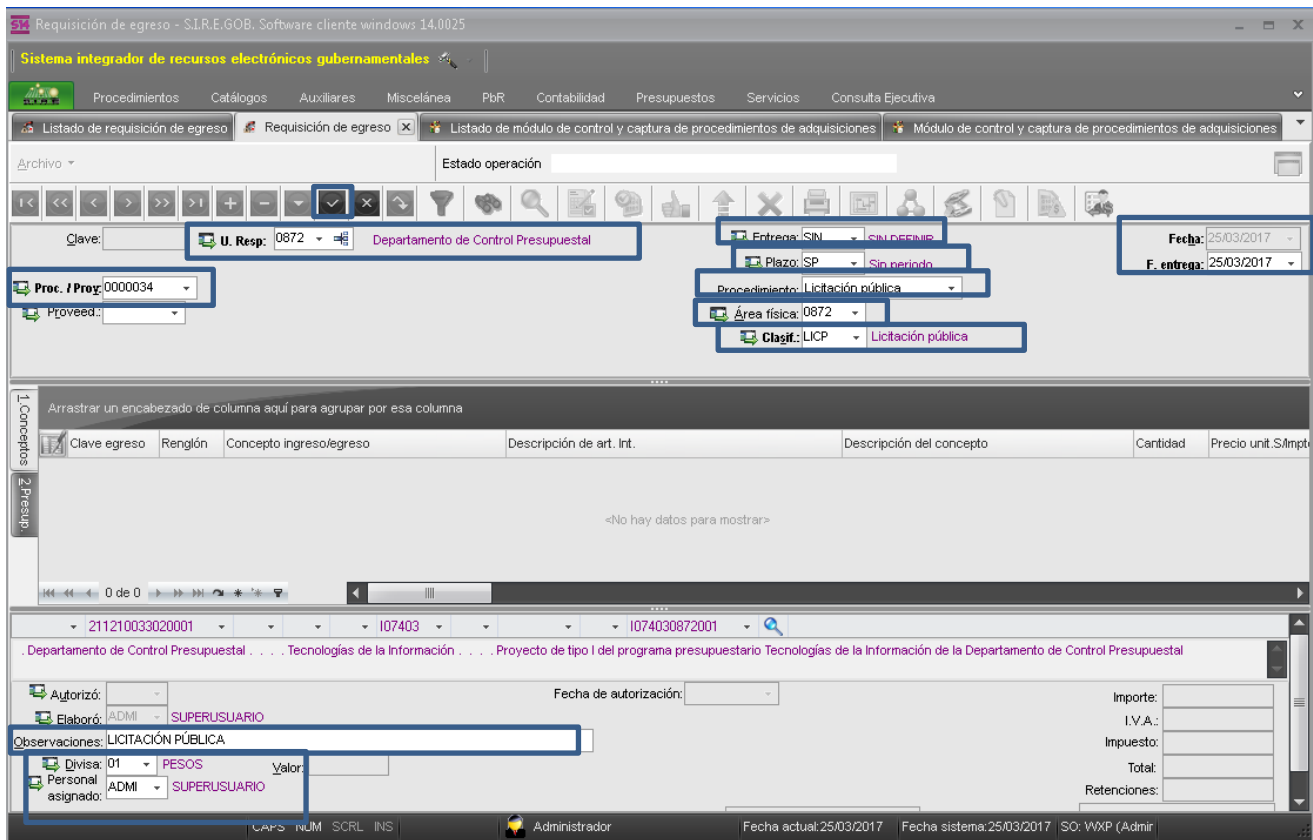 Requisición de egreso - S.I.R.E.GOB. Software cliente windows 14.0025
Sistema integrador de recursos electrónicos gubernamentales
S.I.R.E. Procedimientos Catálogos Auxiliares Miscelánea PbR Contabilidad Presupuestos Servicios Consulta Ejecutiva
Listado de requisición de egreso Requisición de egreso Listado de módulo de control y captura de procedimientos de adquisiciones Módulo de control y captura de procedimientos de adquisiciones
Archivo Estado operación
Clave: U. Resp: 0872 Departamento de Control Presupuestal Entrega: SIN SIN DEFINIR Fecha: 25/03/2017
Plazo: SP Sin periodo F. entrega: 25/03/2017
Proc. / Proy: 0000034 Procedimiento: Licitación pública
Proveed.: Área física: 0872
Clasif.: LICP Licitación pública
1.Conceptos
2.Presup.
Arrastrar un encabezado de columna aquí para agrupar por esa columna
Clave egreso Renglón Concepto ingreso/egreso Descripción de art. Int. Descripción del concepto Cantidad Precio unit.S/Impt
<No hay datos para mostrar>
0 de 0
211210033020001 I07403 I074030872001
. Departamento de Control Presupuestal . . . . Tecnologías de la Información . . . . Proyecto de tipo I del programa presupuestario Tecnologías de la Información de la Departamento de Control Presupuestal
Autorizó: Fecha de autorización: Importe:
Elaboró: ADMI SUPERUSUARIO I.V.A.:
Observaciones: LICITACIÓN PÚBLICA Impuesto:
Divisa: 01 PESOS Valor: Total:
Personal asignado: ADMI SUPERUSUARIO Retenciones:
CAPS NUM SCRL INS Administrador Fecha actual:25/03/2017 Fecha sistema:25/03/2017 SO: WXP (Admir